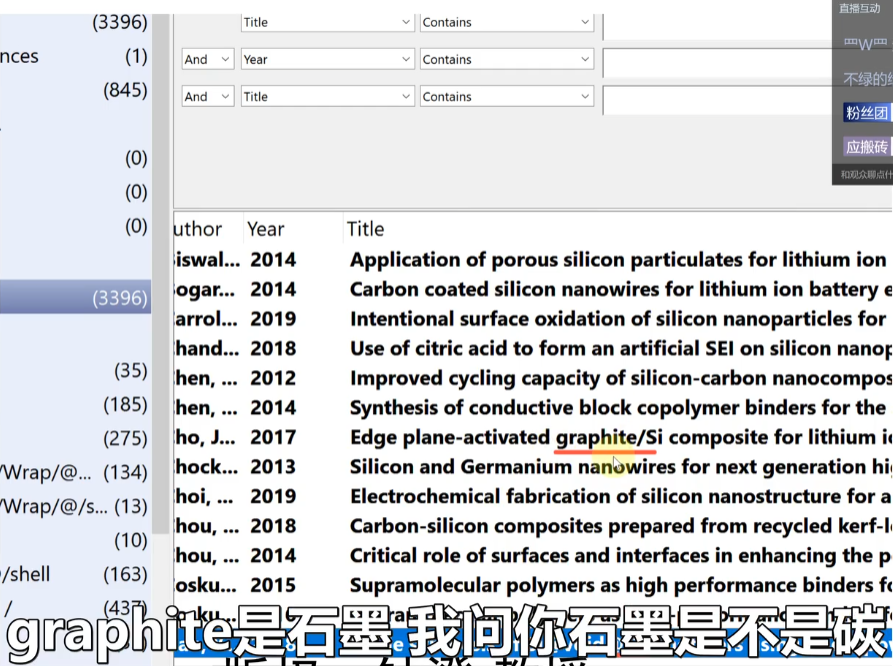 (3396)
nces (1)
(845)
(0)
(0)
(0)
(3396)
(35)
(185)
(275)
/Wrap/@... (134)
/Wrap/@/s... (13)
(10)
/shell (163)
/ (437)
Title Contains
And Year Contains
And Title Contains
直播互动
不绿的
粉丝团
应搬砖
和观众聊点什
uthor Year Title
iswal... 2014 Application of porous silicon particulates for lithium ion
ogar... 2014 Carbon coated silicon nanowires for lithium ion battery e
arrol... 2019 Intentional surface oxidation of silicon nanoparticles for
hand... 2018 Use of citric acid to form an artificial SEI on silicon nanop
hen, ... 2012 Improved cycling capacity of silicon-carbon nanocompos
hen, ... 2014 Synthesis of conductive block copolymer binders for the
ho, J... 2017 Edge plane-activated graphite/Si composite for lithium i
hock... 2013 Silicon and Germanium nanowires for next generation hi
hoi, ... 2019 Electrochemical fabrication of silicon nanostructure for a
hou, ... 2018 Carbon-silicon composites prepared from recycled kerf-l
hou, ... 2014 Critical role of surfaces and interfaces in enhancing the p
osku... 2015 Supramolecular polymers as high performance binders fo
graphite是石墨 我问你石墨是不是碳